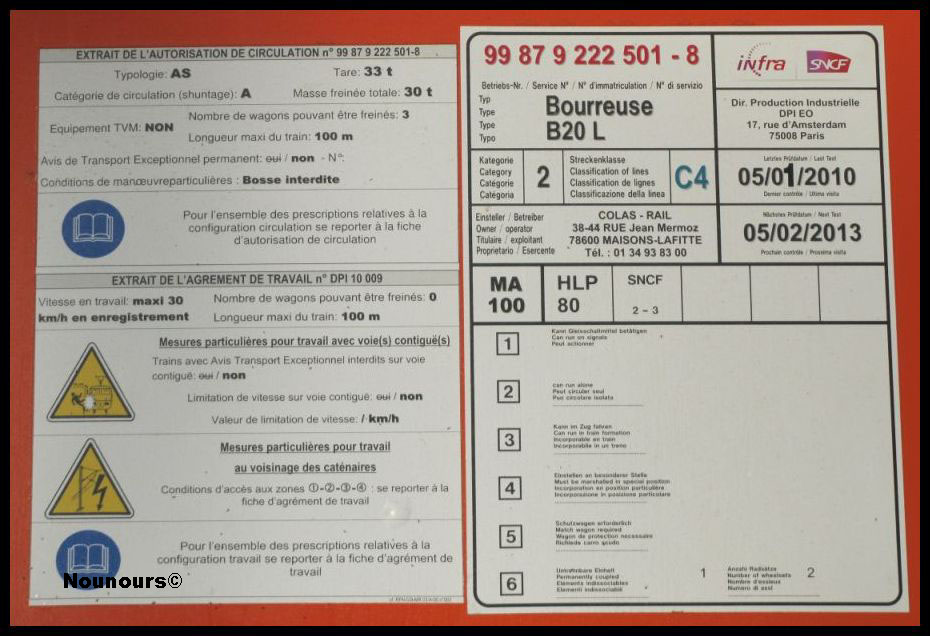 EXTRAIT DE L'AUTORISATION DE CIRCULATION n° 99 87 9 222 501-8
Typologie: AS Tare: 33 t
Catégorie de circulation (shuntage): A Masse freinée totale: 30 t
Equipement TVM: NON
Nombre de wagons pouvant être freinés: 3
Longueur maxi du train: 100 m
Avis de Transport Exceptionnel permanent: oui / non - N°:
Conditions de manœuvreparticulières : Bosse interdite
Pour l'ensemble des prescriptions relatives à la
configuration circulation se reporter à la fiche
d'autorisation de circulation
EXTRAIT DE L'AGREMENT DE TRAVAIL n° DPI 10 009
Vitesse en travail: maxi 30
km/h en enregistrement
Nombre de wagons pouvant être freinés: 0
Longueur maxi du train: 100 m
Mesures particulières pour travail avec voie(s) contiguë(s)
Trains avec Avis Transport Exceptionnel interdits sur voie
contiguë: oui / non
Limitation de vitesse sur voie contiguë: oui / non
Valeur de limitation de vitesse: / km/h
Mesures particulières pour travail
au voisinage des caténaires
Conditions d'accès aux zones ①-②-③-④ : se reporter à la
fiche d'agrément de travail
Pour l'ensemble des prescriptions relatives à la
configuration travail se reporter à la fiche d'agrément de
travail
Nounours©
99 87 9 222 501 - 8
Betriebs-Nr. / Service N° / N° d'immatriculation / N° di servizio
Typ
Type
Type
Tipo
Bourreuse
B20 L
infra SNCF
Dir. Production Industrielle
DPI EO
17, rue d'Amsterdam
75008 Paris
Kategorie
Category
Catégorie
Catégoria
2
Streckenklasse
Classification of lines
Classification de lignes
Classificazione della linea
C4
Letztes Prüfdatum / Last Test
05/01/2010
Dernier contrôle / Ultima visita
Einsteller / Betreiber
Owner / operator
Titulaire / exploitant
Proprietario / Esercente
COLAS - RAIL
38-44 RUE Jean Mermoz
78600 MAISONS-LAFITTE
Tél. : 01 34 93 83 00
Nächstes Prüfdatum / Next Test
05/02/2013
Prochain contrôle / Prossima visita
MA
100
HLP
80
SNCF
2 - 3
1
Kann Gleisschaltmittel betätigen
Can run on signals
Peut actionner
2
can run alone
Peut circuler seul
Puo circolare isolata
3
Kann im Zug fahren
Can run in train formation
Incorporable en train
Incorporabile in un treno
4
Einstellen an besonderer Stelle
Must be marshalled in special position
Incorporation en position particulière
Incorporazione in posizione particolare
5
Schutzwagen erforderlich
Match wagon required
Wagon de protection necessaire
Richiede carro scudo
6
Untrennbare Einheit
Permanently coupled
Elements indissociables
Elementi indissociabili
1
Anzahl Radsätze
Number of wheelsets
Nombre d'essieux
Numero di assi
2